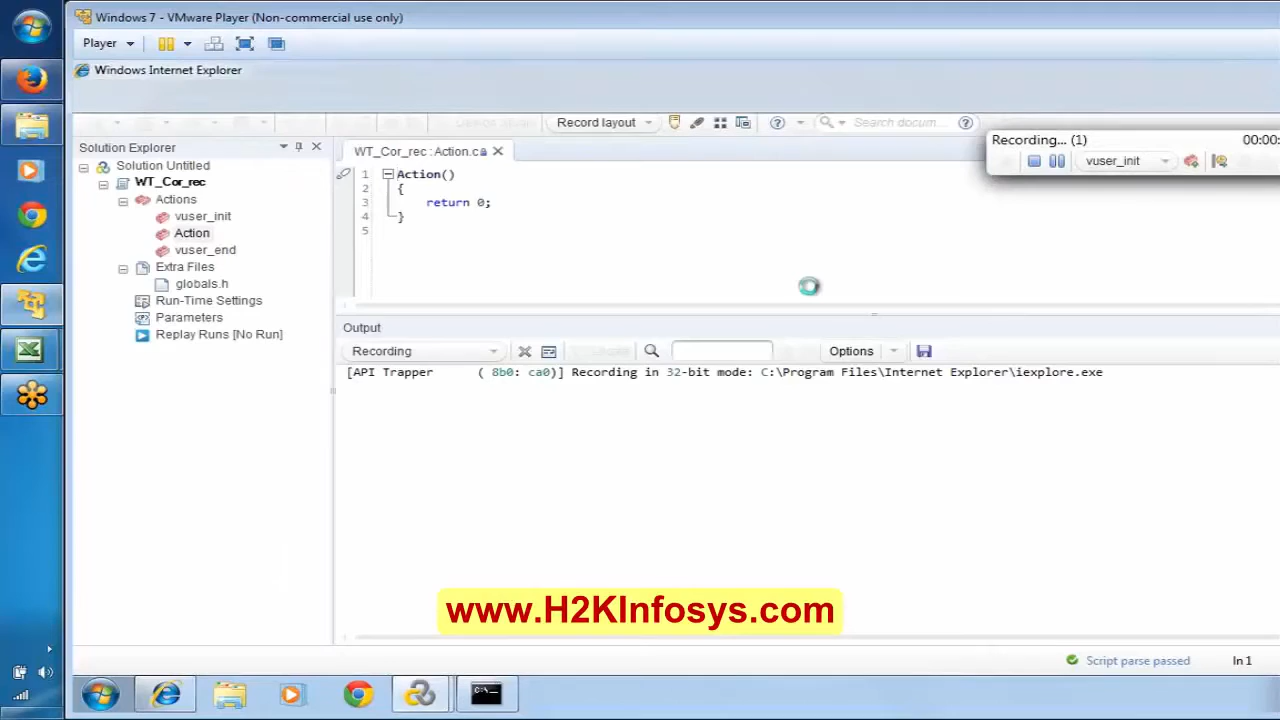 Windows 7 - VMware Player (Non-commercial use only)
Player
Windows Internet Explorer
Record layout
Search docum...
Recording... (1) 00:00:
vuser_init
Solution Explorer
Solution Untitled
WT_Cor_rec
Actions
vuser_init
Action
vuser_end
Extra Files
globals.h
Run-Time Settings
Parameters
Replay Runs [No Run]
WT_Cor_rec : Action.c
1 Action()
2 {
3 return 0;
4 }
5
Output
Recording
Options
[API Trapper ( 8b0: ca0)] Recording in 32-bit mode: C:\Program Files\Internet Explorer\iexplore.exe
www.H2KInfosys.com
Script parse passed
ln 1